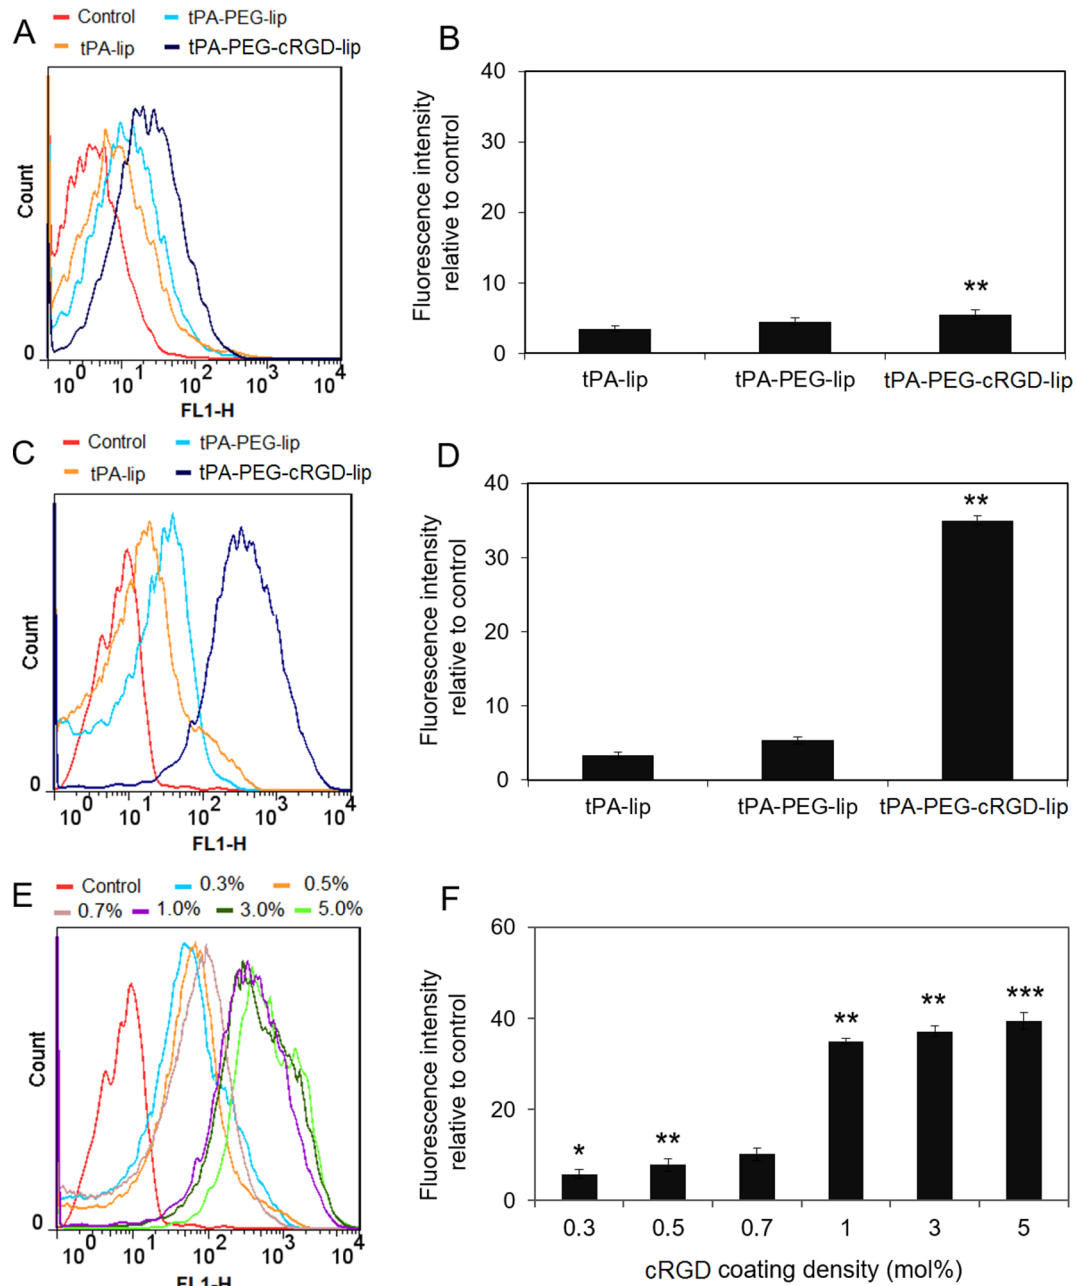 A
Control
tPA-PEG-lip
tPA-lip
tPA-PEG-cRGD-lip
Count
0
10^0 10^1 10^2 10^3 10^4
FL1-H
B
Fluorescence intensity
relative to control
40
30
20
10
0
**
tPA-lip tPA-PEG-lip tPA-PEG-cRGD-lip
C
Control
tPA-PEG-lip
tPA-lip
tPA-PEG-cRGD-lip
Count
0
10^0 10^1 10^2 10^3 10^4
FL1-H
D
Fluorescence intensity
relative to control
40
30
20
10
0
**
tPA-lip tPA-PEG-lip tPA-PEG-cRGD-lip
E
Control 0.3% 0.5%
0.7% 1.0% 3.0% 5.0%
Count
0
10^0 10^1 10^2 10^3 10^4
FL1-H
F
Fluorescence intensity
relative to control
60
40
20
0
* ** ** ** ***
0.3 0.5 0.7 1 3 5
cRGD coating density (mol%)